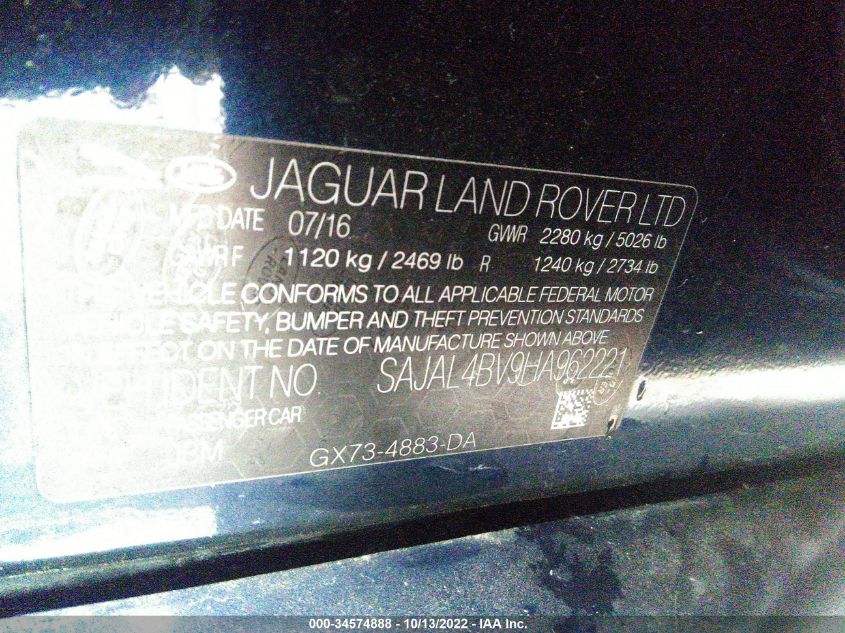 JAGUAR LAND ROVER LTD
MFD DATE 07/16 GVWR 2280 kg / 5026 lb
GAWR F 1120 kg / 2469 lb R 1240 kg / 2734 lb
VEHICLE CONFORMS TO ALL APPLICABLE FEDERAL MOTOR
SAFETY, BUMPER AND THEFT PREVENTION STANDARDS
ON THE DATE OF MANUFACTURE SHOWN ABOVE
IDENT NO. SAJAL4BV9HA962221
CAR
GX73-4883-DA
000-34574888 - 10/13/2022 - IAA Inc.